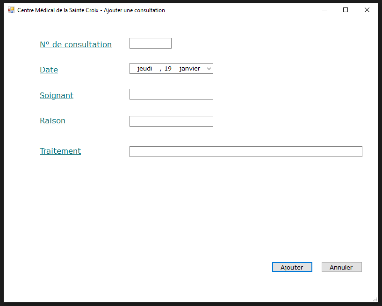 Centre Médical de la Sainte Croix - Ajouter une consultation
N° de consultation
Date
jeudi , 19 janvier
Soignant
Raison
Traitement
Ajouter
Annuler